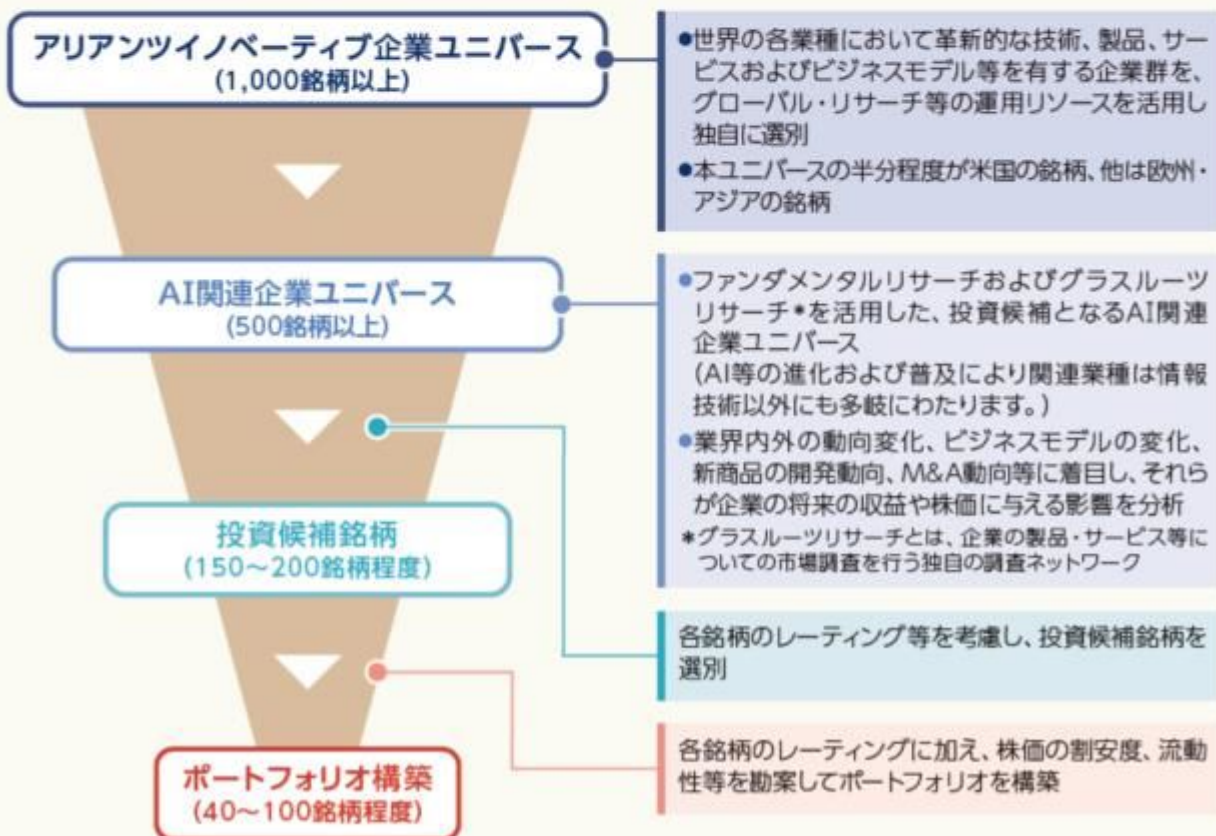 アリアンツイノベーティブ企業ユニバース
(1,000銘柄以上)
●世界の各業種において革新的な技術、製品、サー
ビスおよびビジネスモデル等を有する企業群を、
グローバル・リサーチ等の運用リソースを活用し
独自に選別
●本ユニバースの半分程度が米国の銘柄、他は欧州・
アジアの銘柄
AI関連企業ユニバース
(500銘柄以上)
●ファンダメンタルリサーチおよびグラスルーツ
リサーチ*を活用した、投資候補となるAI関連
企業ユニバース
(AI等の進化および普及により関連業種は情報
技術以外にも多岐にわたります。)
●業界内外の動向変化、ビジネスモデルの変化、
新商品の開発動向、M&A動向等に着目し、それら
が企業の将来の収益や株価に与える影響を分析
*グラスルーツリサーチとは、企業の製品・サービス等に
ついての市場調査を行う独自の調査ネットワーク
投資候補銘柄
(150〜200銘柄程度)
各銘柄のレーティング等を考慮し、投資候補銘柄を
選別
ポートフォリオ構築
(40〜100銘柄程度)
各銘柄のレーティングに加え、株価の割安度、流動
性等を勘案してポートフォリオを構築